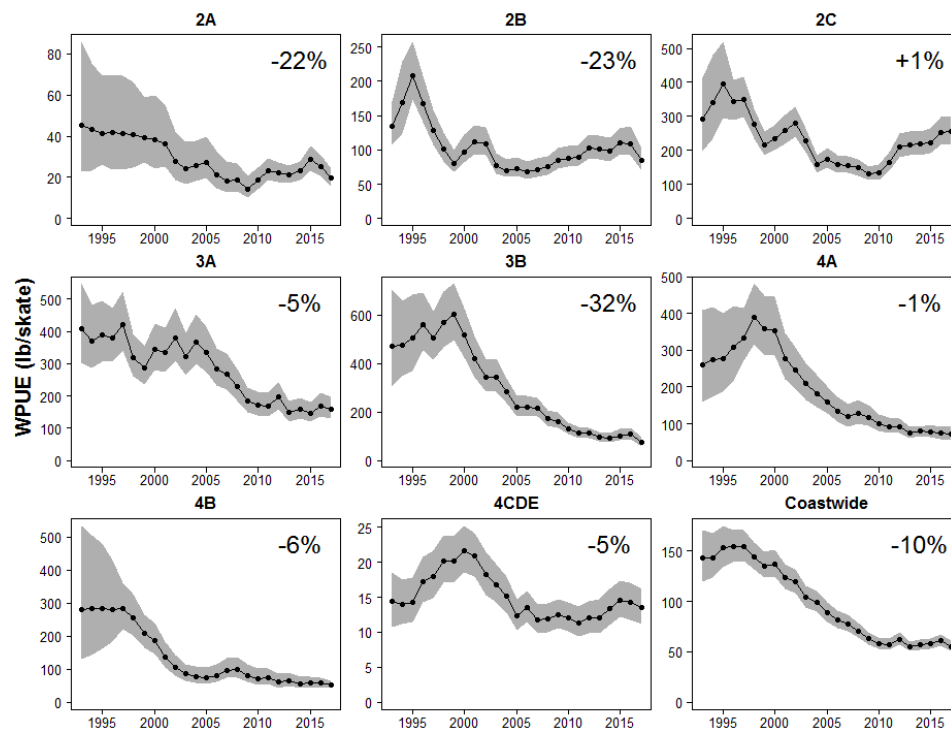 2A 2B 2C
-22% -23% +1%
80 60 40 20 0
250 200 150 100 50 0
500 400 300 200 100 0
1995 2000 2005 2010 2015 1995 2000 2005 2010 2015 1995 2000 2005 2010 2015
WPUE (lb/skate)
3A 3B 4A
-5% -32% -1%
500 400 300 200 100 0
600 400 200 0
500 400 300 200 100 0
1995 2000 2005 2010 2015 1995 2000 2005 2010 2015 1995 2000 2005 2010 2015
4B 4CDE Coastwide
-6% -5% -10%
500 400 300 200 100 0
25 20 15 10 5 0
150 100 50 0
1995 2000 2005 2010 2015 1995 2000 2005 2010 2015 1995 2000 2005 2010 2015